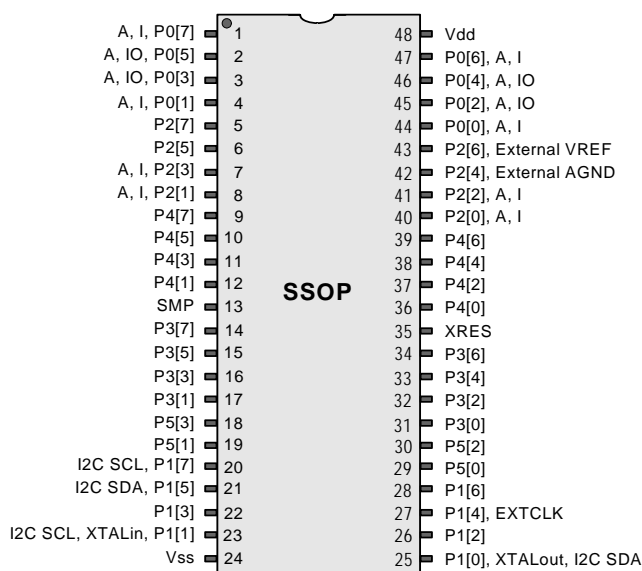 A, I, P0[7] 1 48 Vdd
A, IO, P0[5] 2 47 P0[6], A, I
A, IO, P0[3] 3 46 P0[4], A, IO
A, I, P0[1] 4 45 P0[2], A, IO
P2[7] 5 44 P0[0], A, I
P2[5] 6 43 P2[6], External VREF
A, I, P2[3] 7 42 P2[4], External AGND
A, I, P2[1] 8 41 P2[2], A, I
P4[7] 9 40 P2[0], A, I
P4[5] 10 39 P4[6]
P4[3] 11 38 P4[4]
P4[1] 12 37 P4[2]
SSOP
SMP 13 36 P4[0]
P3[7] 14 35 XRES
P3[5] 15 34 P3[6]
P3[3] 16 33 P3[4]
P3[1] 17 32 P3[2]
P5[3] 18 31 P3[0]
P5[1] 19 30 P5[2]
I2C SCL, P1[7] 20 29 P5[0]
I2C SDA, P1[5] 21 28 P1[6]
P1[3] 22 27 P1[4], EXTCLK
I2C SCL, XTALin, P1[1] 23 26 P1[2]
Vss 24 25 P1[0], XTALout, I2C SDA